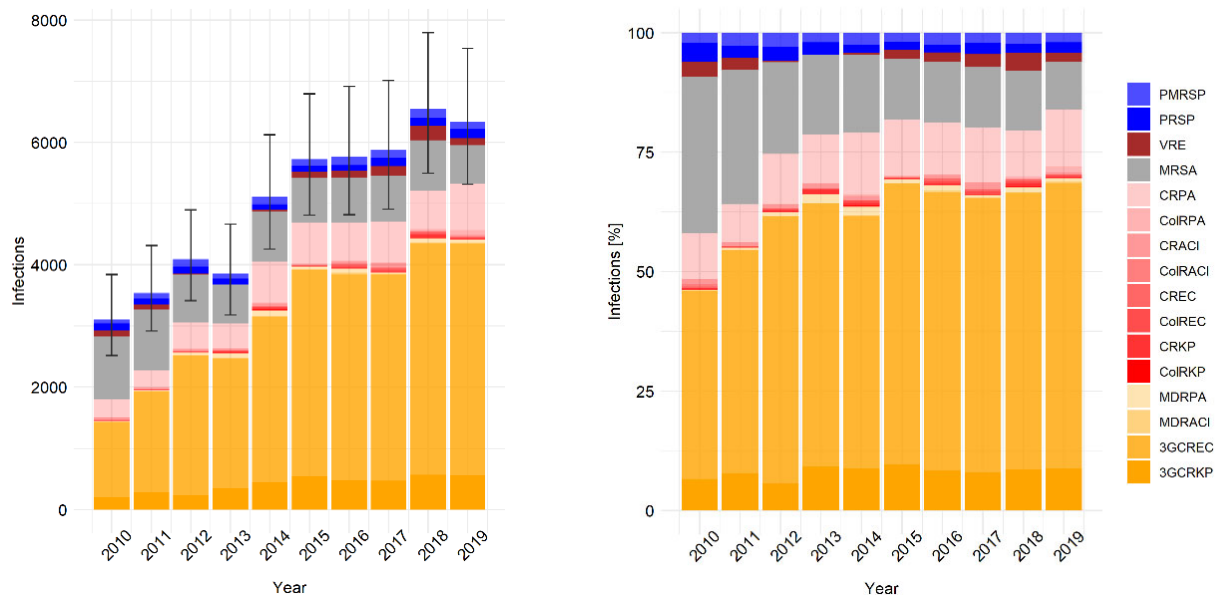 8000
6000
4000
2000
0
Infections
2010
2011
2012
2013
2014
2015
2016
2017
2018
2019
Year
100
75
50
25
0
Infections [%]
2010
2011
2012
2013
2014
2015
2016
2017
2018
2019
Year
PMRSP
PRSP
VRE
MRSA
CRPA
ColRPA
CRACI
ColRACI
CREC
ColREC
CRKP
ColRKP
MDRPA
MDRACI
3GCREC
3GCRKP